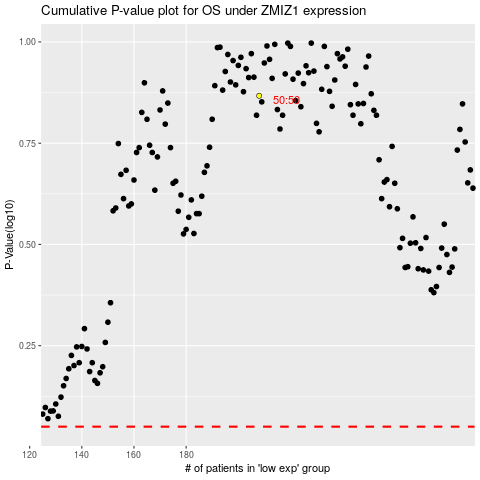 Cumulative P-value plot for OS under ZMIZ1 expression
P-Value(log10)
1.00
0.75
0.50
0.25
50:50
120 140 160 180
# of patients in 'low exp' group